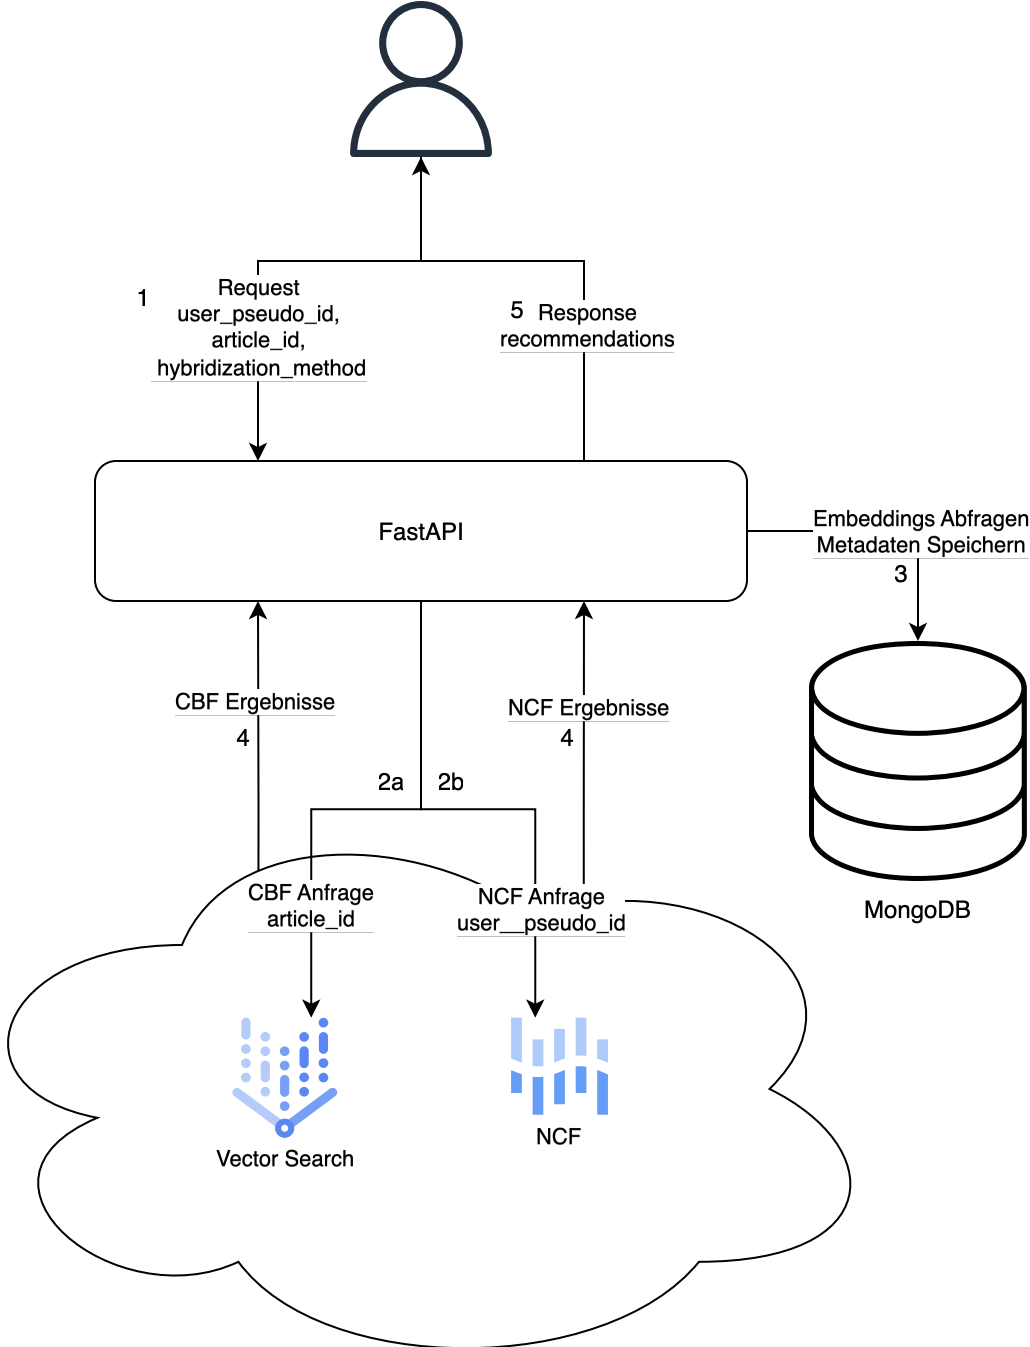 1
Request
user_pseudo_id,
article_id,
hybridization_method
5
Response
recommendations
FastAPI
Embeddings Abfragen
Metadaten Speichern
3
CBF Ergebnisse
4
NCF Ergebnisse
4
2a
2b
CBF Anfrage
article_id
NCF Anfrage
user__pseudo_id
MongoDB
Vector Search
NCF